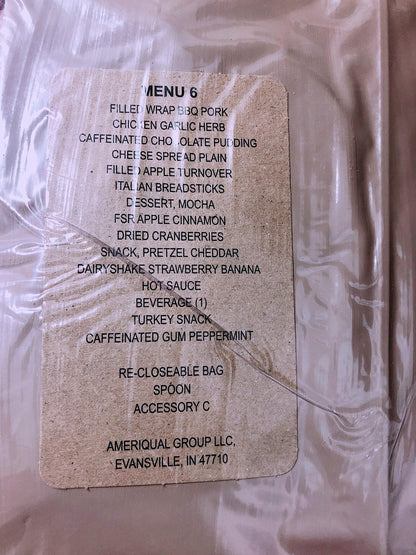 MENU 6
FILLED WRAP BBQ PORK
CHICKEN GARLIC HERB
CAFFEINATED CHOCOLATE PUDDING
CHEESE SPREAD PLAIN
FILLED APPLE TURNOVER
ITALIAN BREADSTICKS
DESSERT, MOCHA
FSR APPLE CINNAMON
DRIED CRANBERRIES
SNACK, PRETZEL CHEDDAR
DAIRYSHAKE STRAWBERRY BANANA
HOT SAUCE
BEVERAGE (1)
TURKEY SNACK
CAFFEINATED GUM PEPPERMINT
RE-CLOSEABLE BAG
SPOON
ACCESSORY C
AMERIQUAL GROUP LLC,
EVANSVILLE, IN 47710